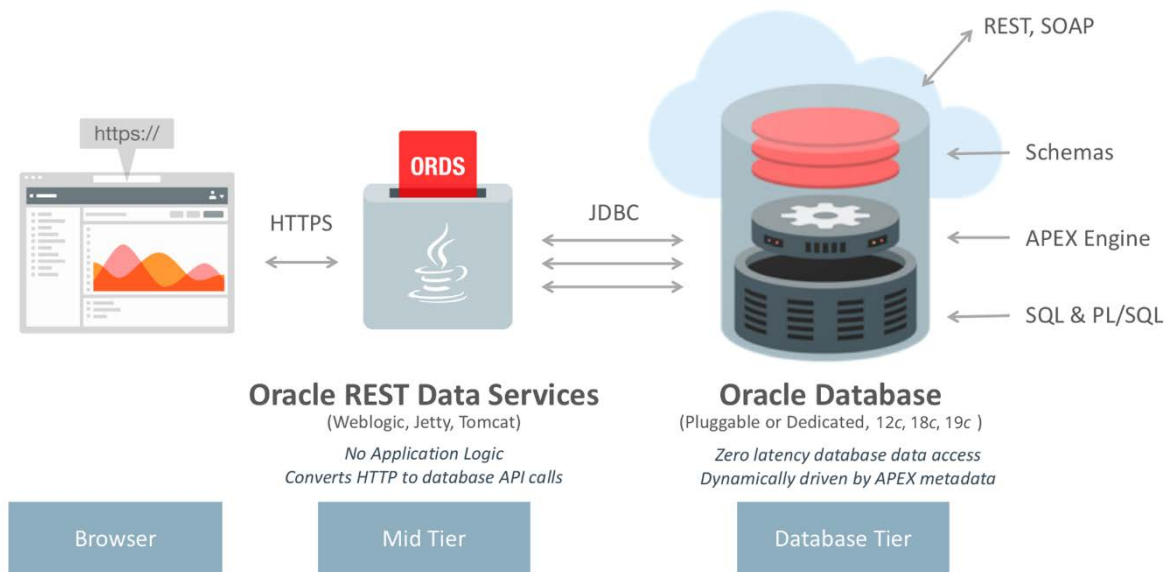 REST, SOAP
https://
ORDS
Schemas
HTTPS
JDBC
APEX Engine
SQL & PL/SQL
Oracle REST Data Services
(Weblogic, Jetty, Tomcat)
No Application Logic
Converts HTTP to database API calls
Oracle Database
(Pluggable or Dedicated, 12c, 18c, 19c )
Zero latency database data access
Dynamically driven by APEX metadata
Browser
Mid Tier
Database Tier